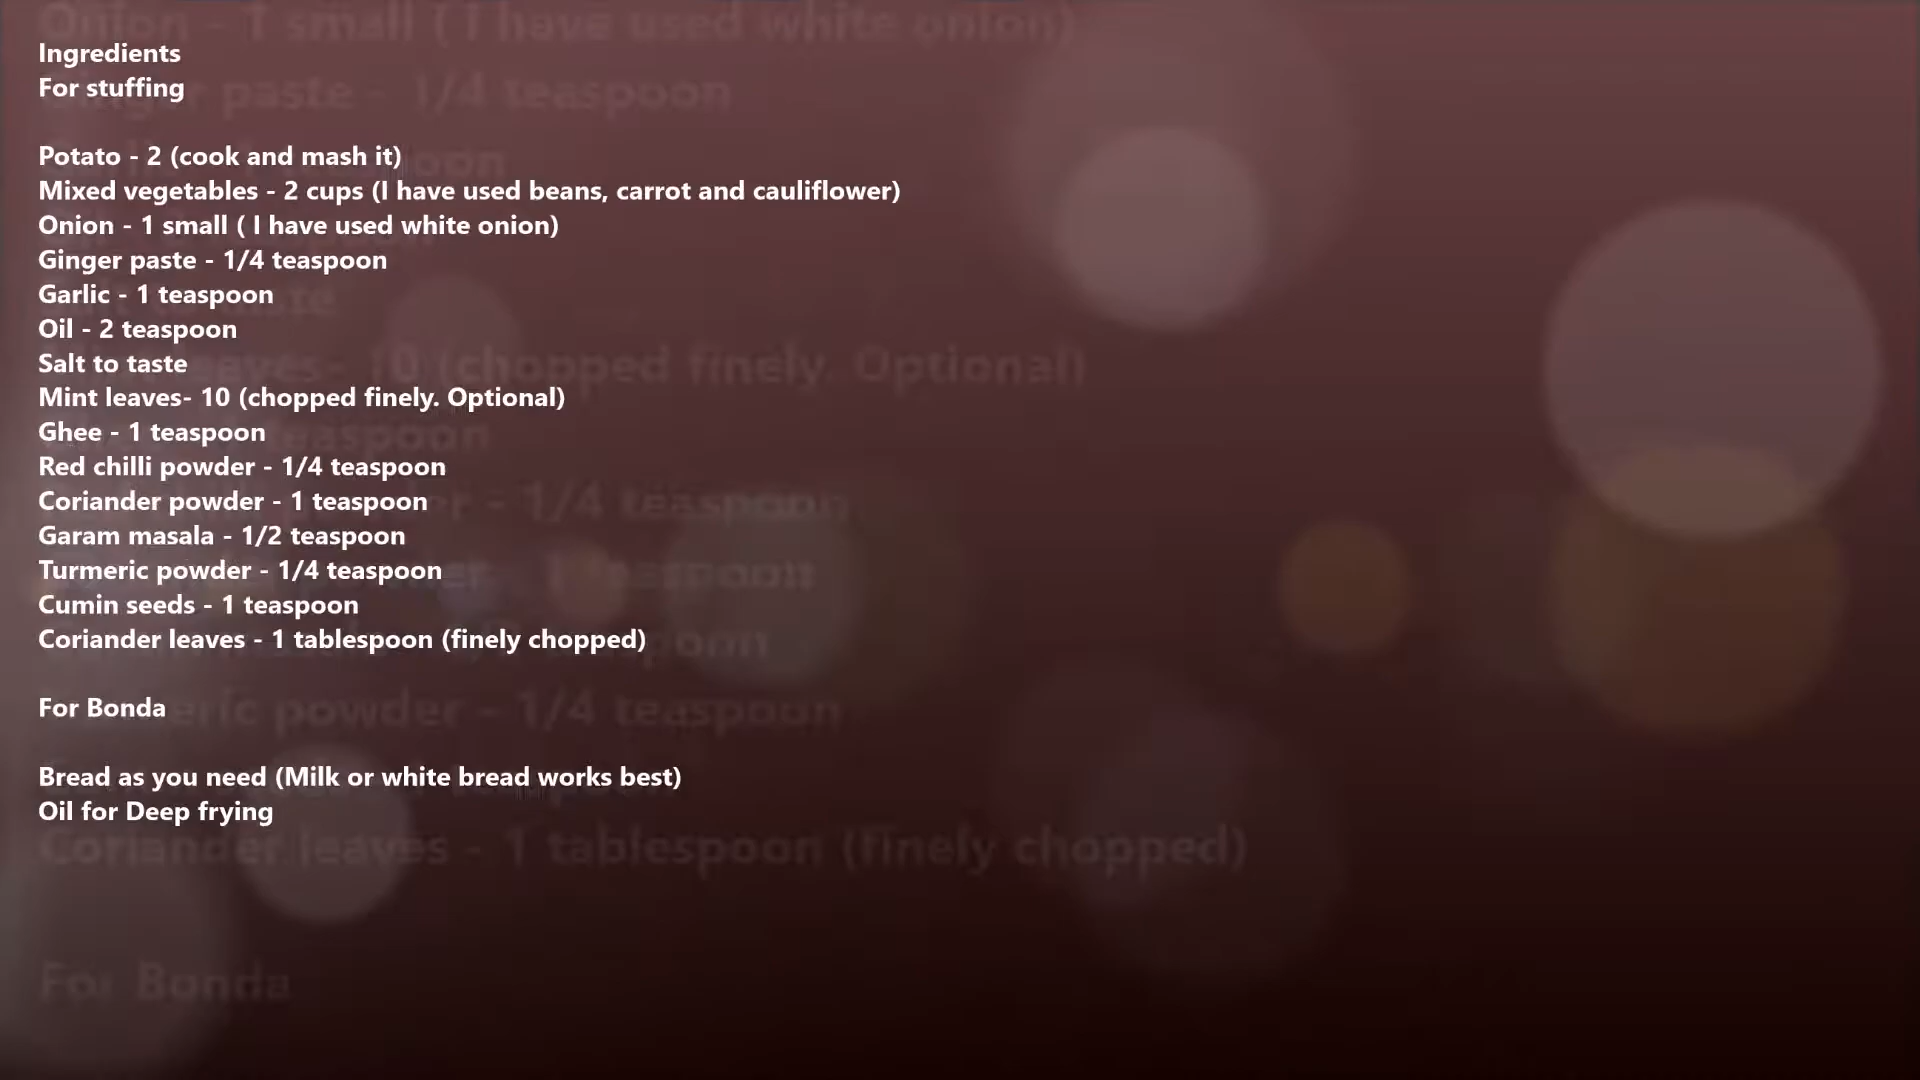 Ingredients
For stuffing
Potato - 2 (cook and mash it)
Mixed vegetables - 2 cups (I have used beans, carrot and cauliflower)
Onion - 1 small ( I have used white onion)
Ginger paste - 1/4 teaspoon
Garlic - 1 teaspoon
Oil - 2 teaspoon
Salt to taste
Mint leaves- 10 (chopped finely. Optional)
Ghee - 1 teaspoon
Red chilli powder - 1/4 teaspoon
Coriander powder - 1 teaspoon
Garam masala - 1/2 teaspoon
Turmeric powder - 1/4 teaspoon
Cumin seeds - 1 teaspoon
Coriander leaves - 1 tablespoon (finely chopped)
For Bonda
Bread as you need (Milk or white bread works best)
Oil for Deep frying